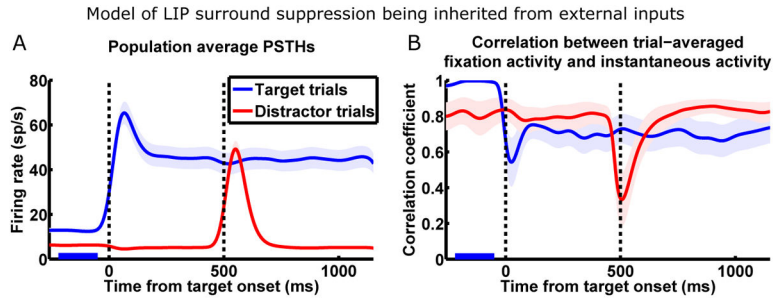 Model of LIP surround suppression being inherited from external inputs
A
Population average PSTHs
Firing rate (sp/s)
80
60
40
20
0
Target trials
Distractor trials
0
500
1000
Time from target onset (ms)
B
Correlation between trial−averaged
fixation activity and instantaneous activity
Correlation coefficient
1
0.8
0.6
0.4
0.2
0
0
500
1000
Time from target onset (ms)